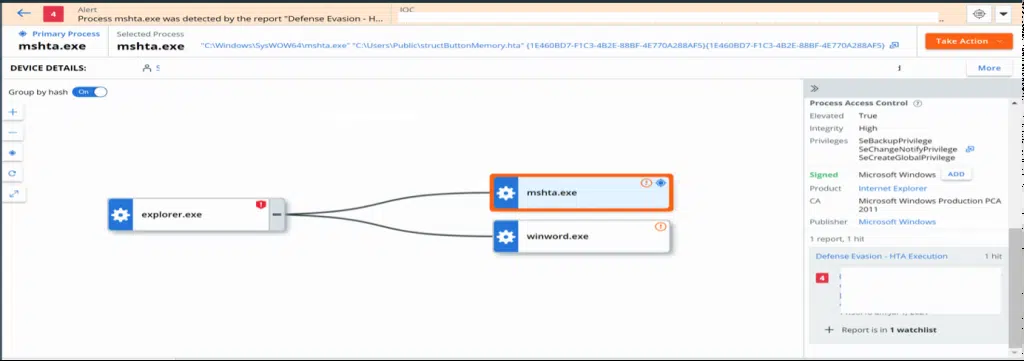 Alert
IOC
4
Process mshta.exe was detected by the report "Defense Evasion - H...
..
Primary Process
Selected Process
mshta.exe
mshta.exe
"C:\Windows\SysWOW64\mshta.exe" "C:\Users\Public\structButtonMemory.hta" {1E460BD7-F1C3-4B2E-88BF-4E770A288AF5}{1E460BD7-F1C3-4B2E-88BF-4E770A288AF5}
Take Action
DEVICE DETAILS:
More
Group by hash
On
explorer.exe
mshta.exe
winword.exe
Process Access Control
Elevated True
Integrity High
Privileges SeBackupPrivilege
SeChangeNotifyPrivilege
SeCreateGlobalPrivilege
Signed Microsoft Windows ADD
Product Internet Explorer
CA Microsoft Windows Production PCA
2011
Publisher Microsoft Windows
1 report, 1 hit
Defense Evasion - HTA Execution 1 hit
4
Report is in 1 watchlist